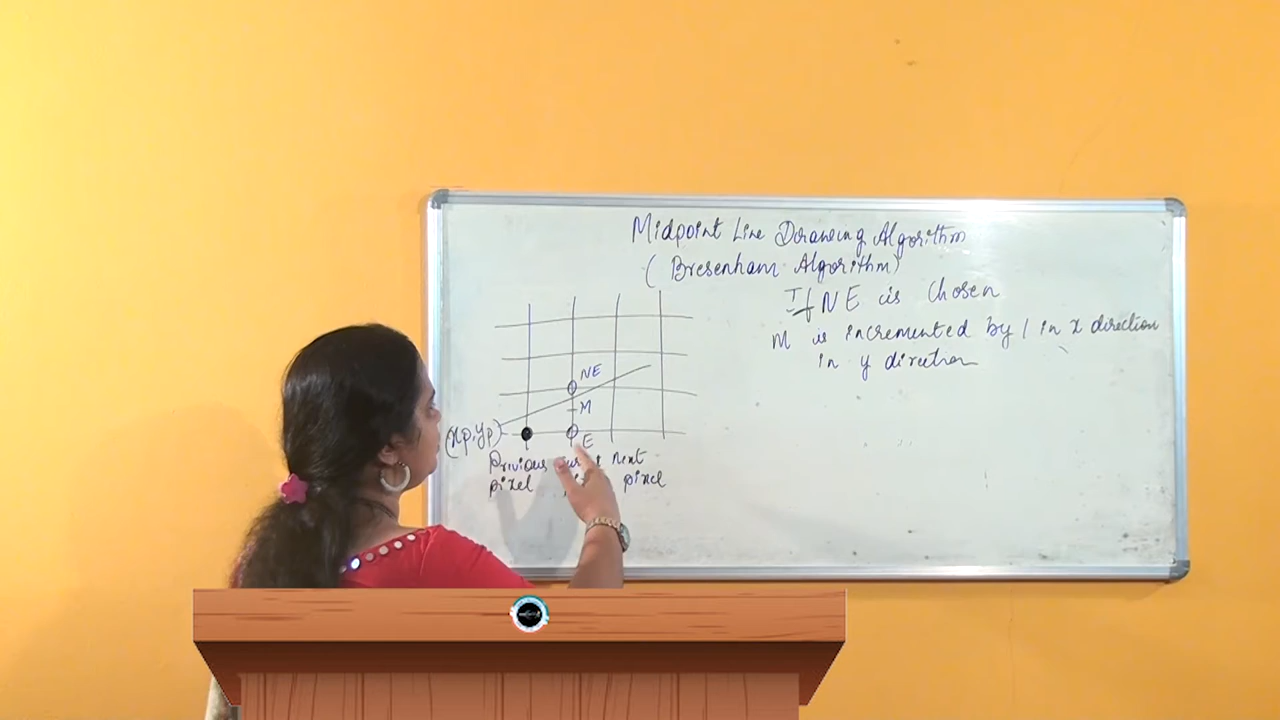 Midpoint Line Drawing Algorithm
(Bresenham Algorithm)
If NE is chosen
M is incremented by 1 in x direction
in y direction
NE
M
(xp,yp)
E
Previous next
pixel pixel